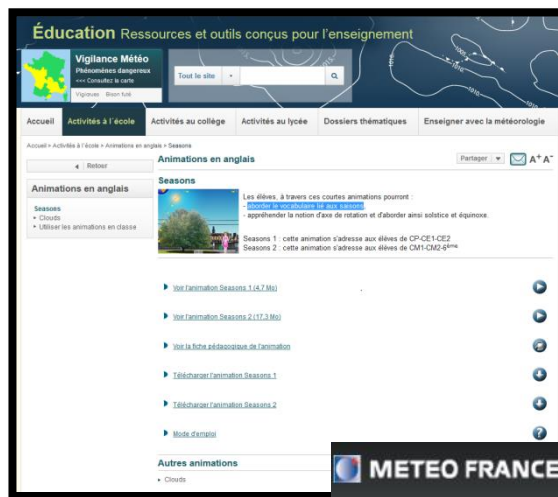 Éducation Ressources et outils conçus pour l'enseignement
Vigilance Météo
Phénomènes dangereux
<<< Consultez la carte
Vigicrues Bison futé
Tout le site
Accueil
Activités à l'école
Activités au collège
Activités au lycée
Dossiers thématiques
Enseigner avec la météorologie
Accueil > Activités à l'école > Animations en anglais > Seasons
Retour
Animations en anglais
Seasons
• Clouds
• Utiliser les animations en classe
Animations en anglais
Partager
A+ A-
Seasons
Les élèves, à travers ces courtes animations pourront :
- aborder le vocabulaire lié aux saisons
- appréhender la notion d'axe de rotation et d'aborder ainsi solstice et équinoxe.
Seasons 1 : cette animation s'adresse aux élèves de CP-CE1-CE2
Seasons 2 : cette animation s'adresse aux élèves de CM1-CM2-6ème
Voir l'animation Seasons 1 (4,7 Mo)
Voir l'animation Seasons 2 (17,3 Mo)
Voir la fiche pédagogique de l'animation
Télécharger l'animation Seasons 1
Télécharger l'animation Seasons 2
Mode d'emploi
?
Autres animations
• Clouds
METEO FRANCE